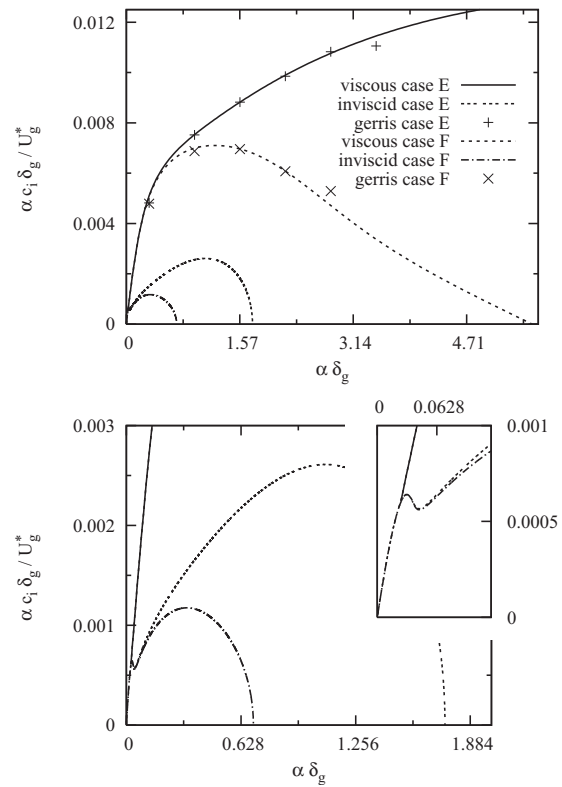 0.012
0.008
0.004
0
α c_i δ_g / U_g^*
viscous case E
inviscid case E
gerris case E
viscous case F
inviscid case F
gerris case F
0 1.57 3.14 4.71
α δ_g
0 0.0628
0.003
0.002
0.001
0
α c_i δ_g / U_g^*
0.001
0.0005
0
0 0.628 1.256 1.884
α δ_g